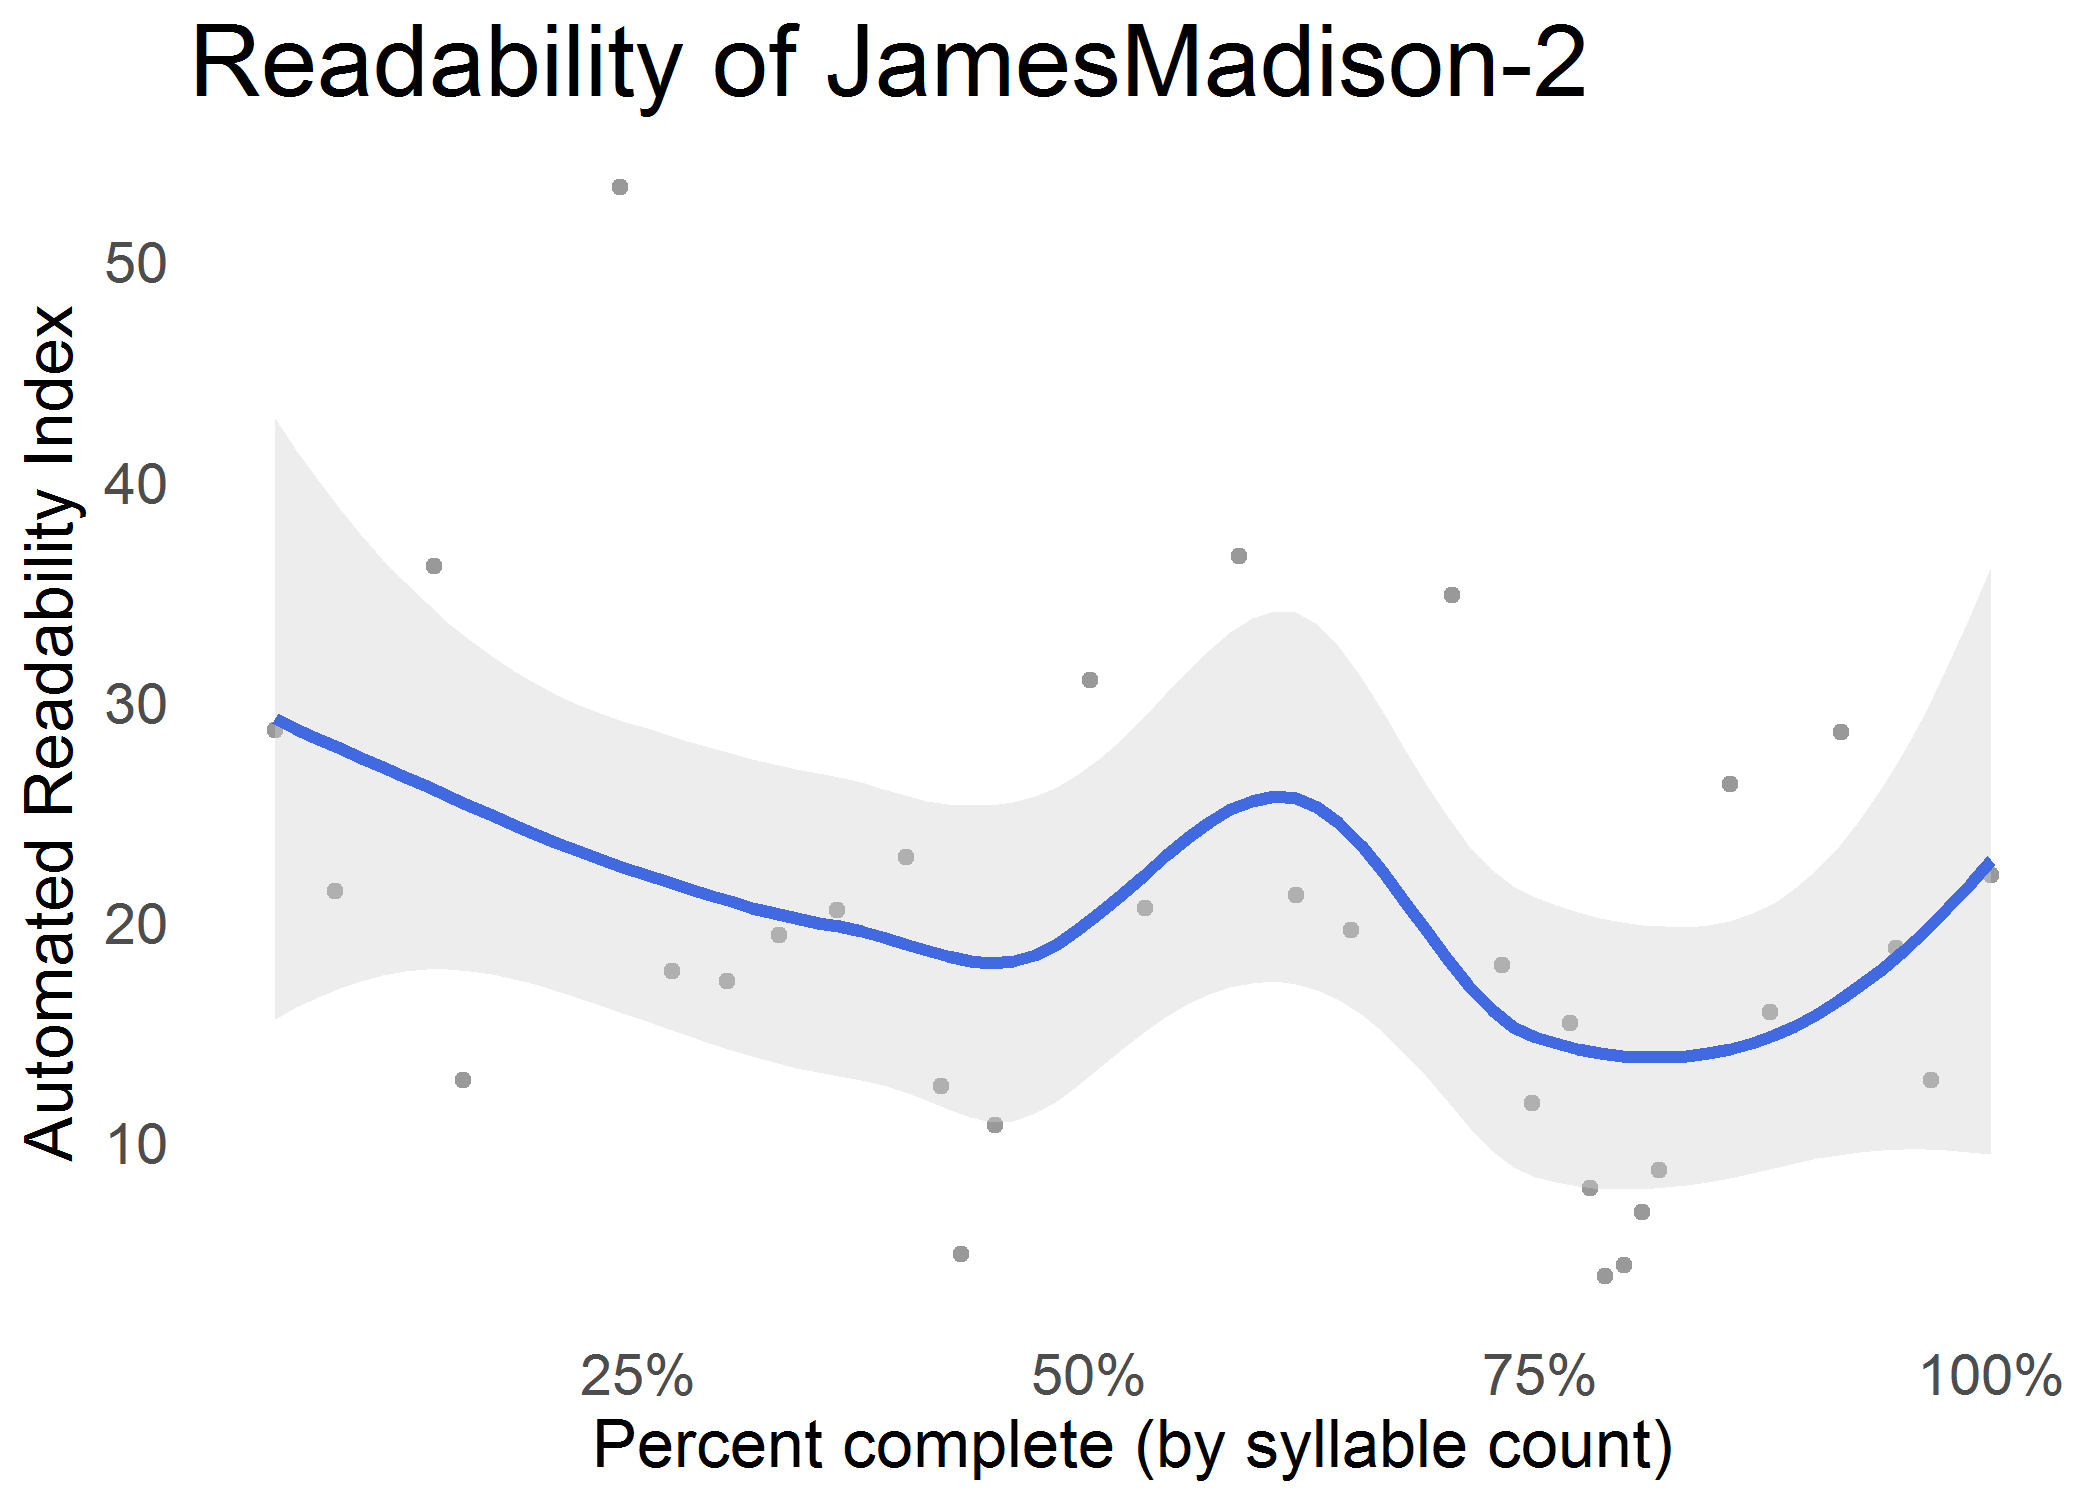 Readability of JamesMadison-2
Automated Readability Index
50
40
30
20
10
25% 50% 75% 100%
Percent complete (by syllable count)